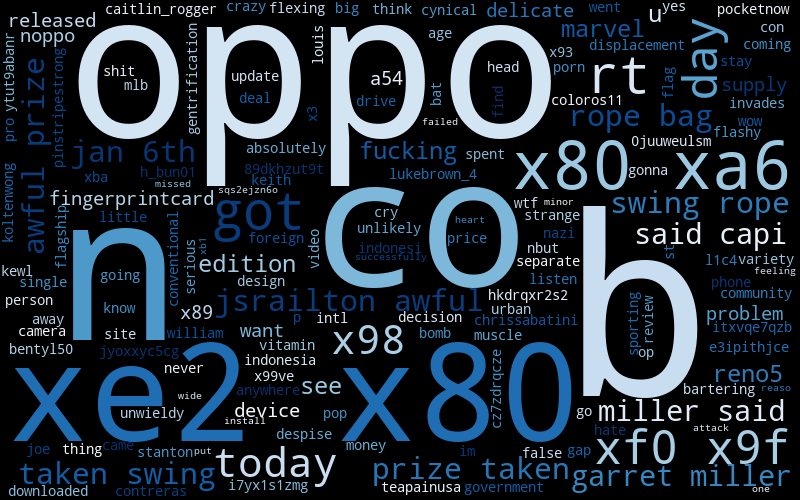 released
caitlin_rogger
crazy
flexing
big
think
cynical
delicate
went
u
yes
pocketnow
noppo
oppo
louis
age
marvel
con
displacement
coming
shit
mlb
update
a54
head
x93
porn
rt
day
stay
flag
supply
pro
ytut9abanr
awful prize
pinstripestrong
gentrification
deal
x3
drive
bat
find
coloros11
invades
failed
rope bag
wow
flashy
jan 6th
absolutely
fucking
spent
0juuweulsm
h_bun01
xba
89dkhzut9t
keith
lukebrown_4
x80
gonna
xa6
missed
sqs2ejzn6o
koltenwong
fingerprintcard
little
got
co
cry
unlikely
wtf
minor
strange
swing rope
said capi
heart
price
nazi
b
foreign
video
indonesi
successfully
nbut
separate
st
l1c4
variety
feeling
kewl
flagship
n
conventional
serious
xb1
edition
going
design
listen
phone
single
person
know
x89
jsrailton awful
hkdrqxr2s2
urban
community
away
camera
site
william
p
intl
decision
chrissabatini
problem
bomb
muscle
sporting
review
op
itxvqe7qzb
bentyl50
jyoxxyc5cg
want
vitamin
x98
indonesia
e3ipithjce
xe2
never
x99ve
anywhere
see
x80
cz7zdrqcze
reno5
reaso
bartering
wide
unwieldy
device
pop
install
despise
go
miller said
hate
attack
joe
thing
came
stanton
put
today
money
im
false
gap
xf0 x9f
taken swing
prize taken
garret miller
downloaded
contreras
i7yx1s1zmg
teapainusa
government
one